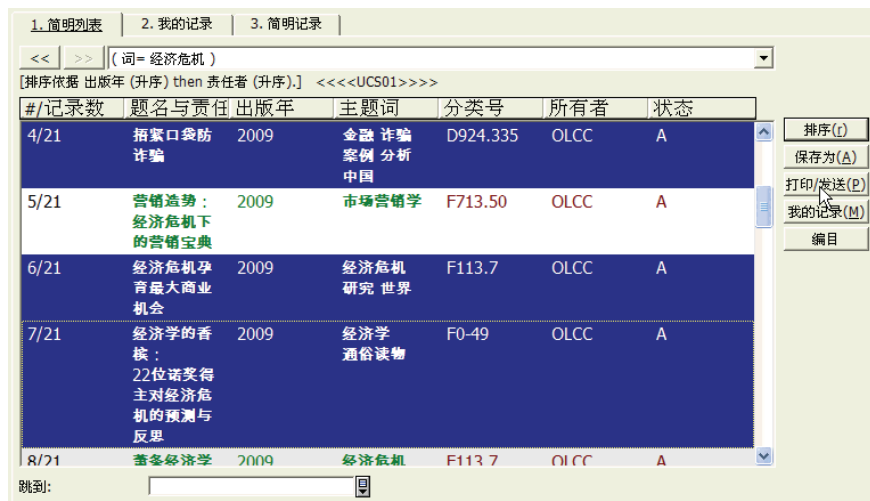 1. 简明列表 2. 我的记录 3. 简明记录
<< >> ( 词= 经济危机 )
[排序依据 出版年 (升序) then 责任者 (升序).] <<<<UCS01>>>>
#/记录数 题名与责任 出版年 主题词 分类号 所有者 状态
4/21 捂紧口袋防 2009 金融 诈骗 D924.335 OLCC A
诈骗 案例 分析
中国
5/21 营销造势： 2009 市场营销学 F713.50 OLCC A
经济危机下
的营销宝典
6/21 经济危机孕 2009 经济危机 F113.7 OLCC A
育最大商业 研究 世界
机会
7/21 经济学的香 2009 经济学 F0-49 OLCC A
槟： 通俗读物
22位诺奖得
主对经济危
机的预测与
反思
8/21 萧条经济学 2009 经济危机 F113.7 OLCC A
跳到:
排序(r)
保存为(A)
打印/发送(P)
我的记录(M)
编目